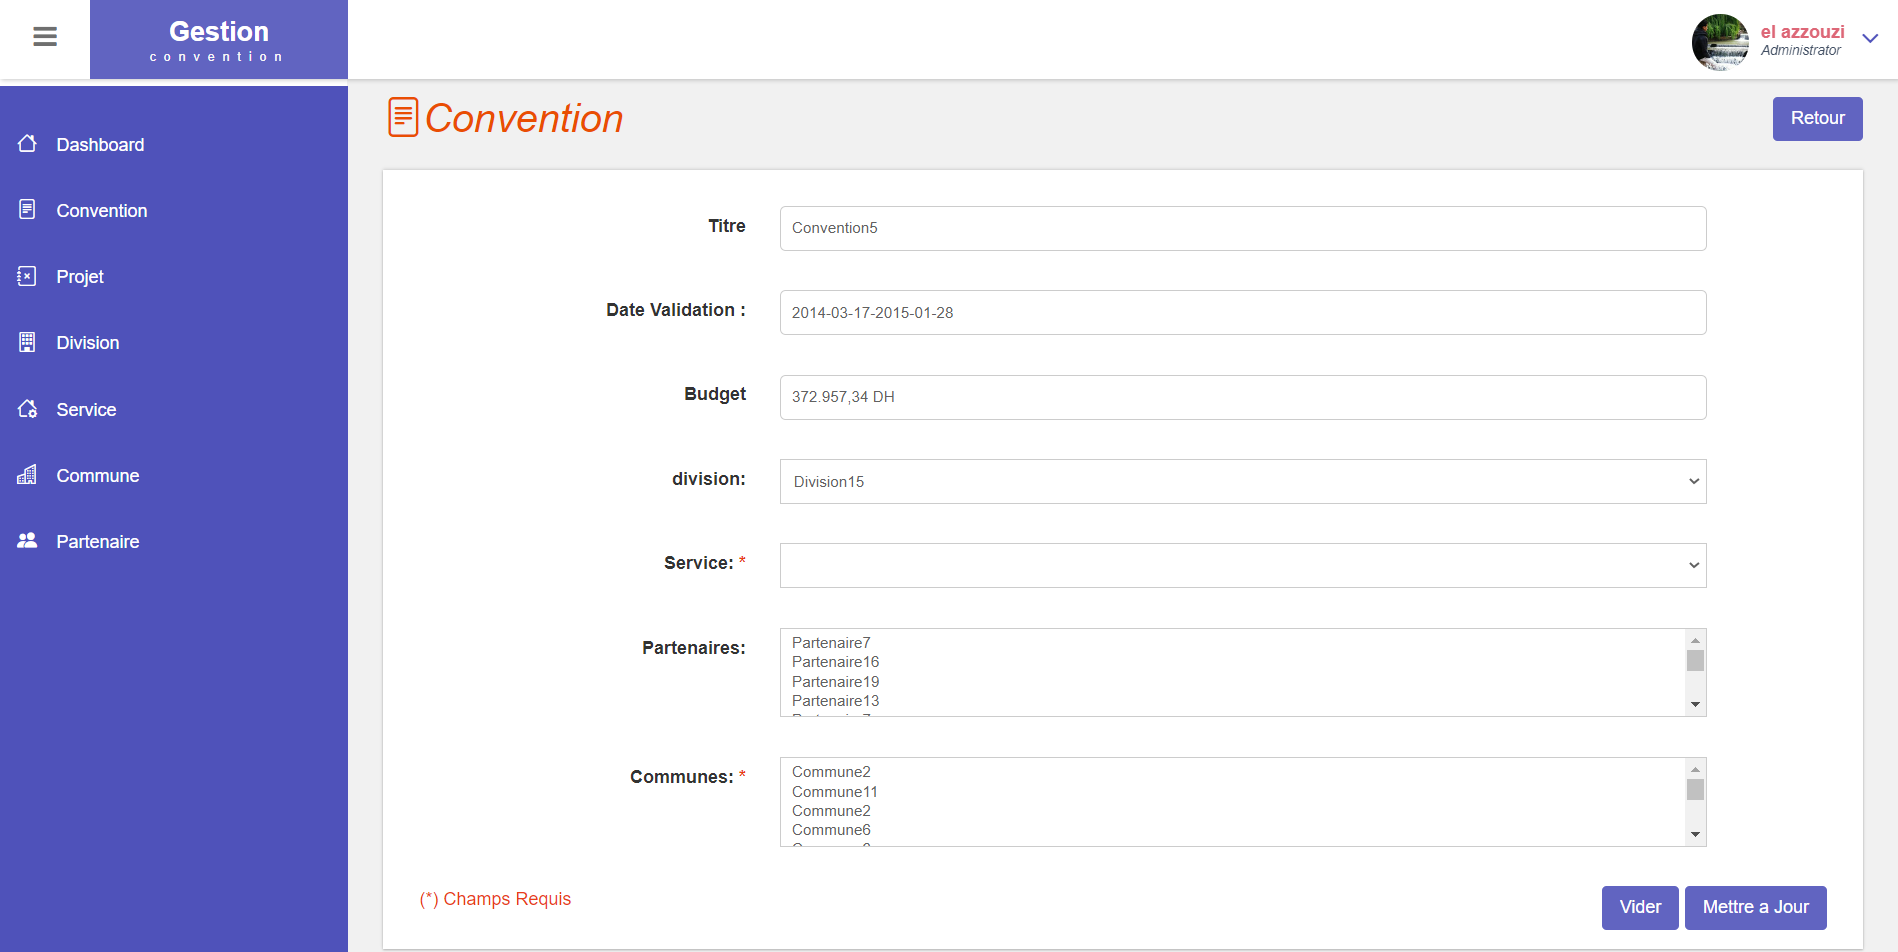 Gestion
convention
el azzouzi
Administrator
Dashboard
Convention
Projet
Division
Service
Commune
Partenaire
Convention
Retour
Titre
Convention5
Date Validation :
2014-03-17-2015-01-28
Budget
372.957,34 DH
division:
Division15
Service: *
Partenaires:
Partenaire7
Partenaire16
Partenaire19
Partenaire13
Communes: *
Commune2
Commune11
Commune2
Commune6
(*) Champs Requis
Vider
Mettre a Jour